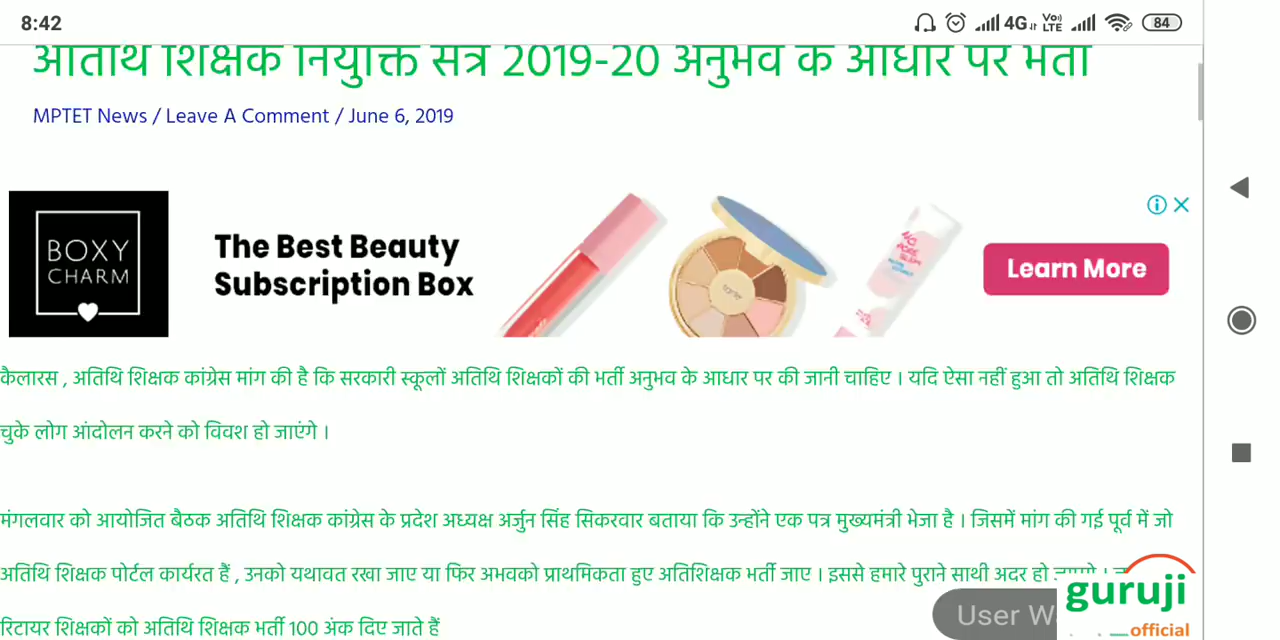 8:42
4G Vo) LTE 84
अतिथि शिक्षक नियुक्ति सत्र 2019-20 अनुभव के आधार पर भर्ती
MPTET News / Leave A Comment / June 6, 2019
BOXY
CHARM
The Best Beauty
Subscription Box
Learn More
कैलारस , अतिथि शिक्षक कांग्रेस मांग की है कि सरकारी स्कूलों अतिथि शिक्षकों की भर्ती अनुभव के आधार पर की जानी चाहिए । यदि ऐसा नहीं हुआ तो अतिथि शिक्षक
चुके लोग आंदोलन करने को विवश हो जाएंगे ।
मंगलवार को आयोजित बैठक अतिथि शिक्षक कांग्रेस के प्रदेश अध्यक्ष अर्जुन सिंह सिकरवार बताया कि उन्होंने एक पत्र मुख्यमंत्री भेजा है । जिसमें मांग की गई पूर्व में जो
अतिथि शिक्षक पोर्टल कार्यरत हैं , उनको यथावत रखा जाए या फिर अभवको प्राथमिकता हुए अतिशिक्षक भर्ती जाए । इससे हमारे पुराने साथी अदर हो
रिटायर शिक्षकों को अतिथि शिक्षक भर्ती 100 अंक दिए जाते हैं
User
guruji
official